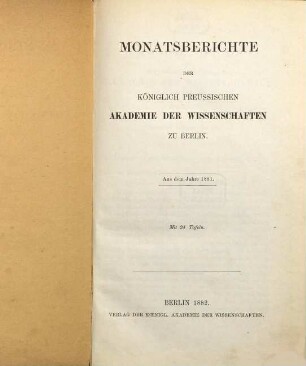 MONATSBERICHTE
DER
KÖNIGLICH PREUSSISCHEN
AKADEMIE DER WISSENSCHAFTEN
ZU BERLIN.
Aus dem Jahre 1881.
Mit 24 Tafeln.
BERLIN 1882.
VERLAG DER KÖNIGL. AKADEMIE DER WISSENSCHAFTEN.